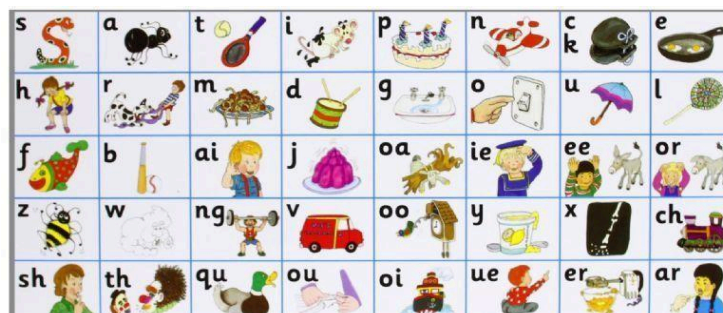 s a t i p n c k e
h r m d g o u l
f b ai j oa ie ee or
z w ng v oo y x ch
sh th qu ou oi ue er ar